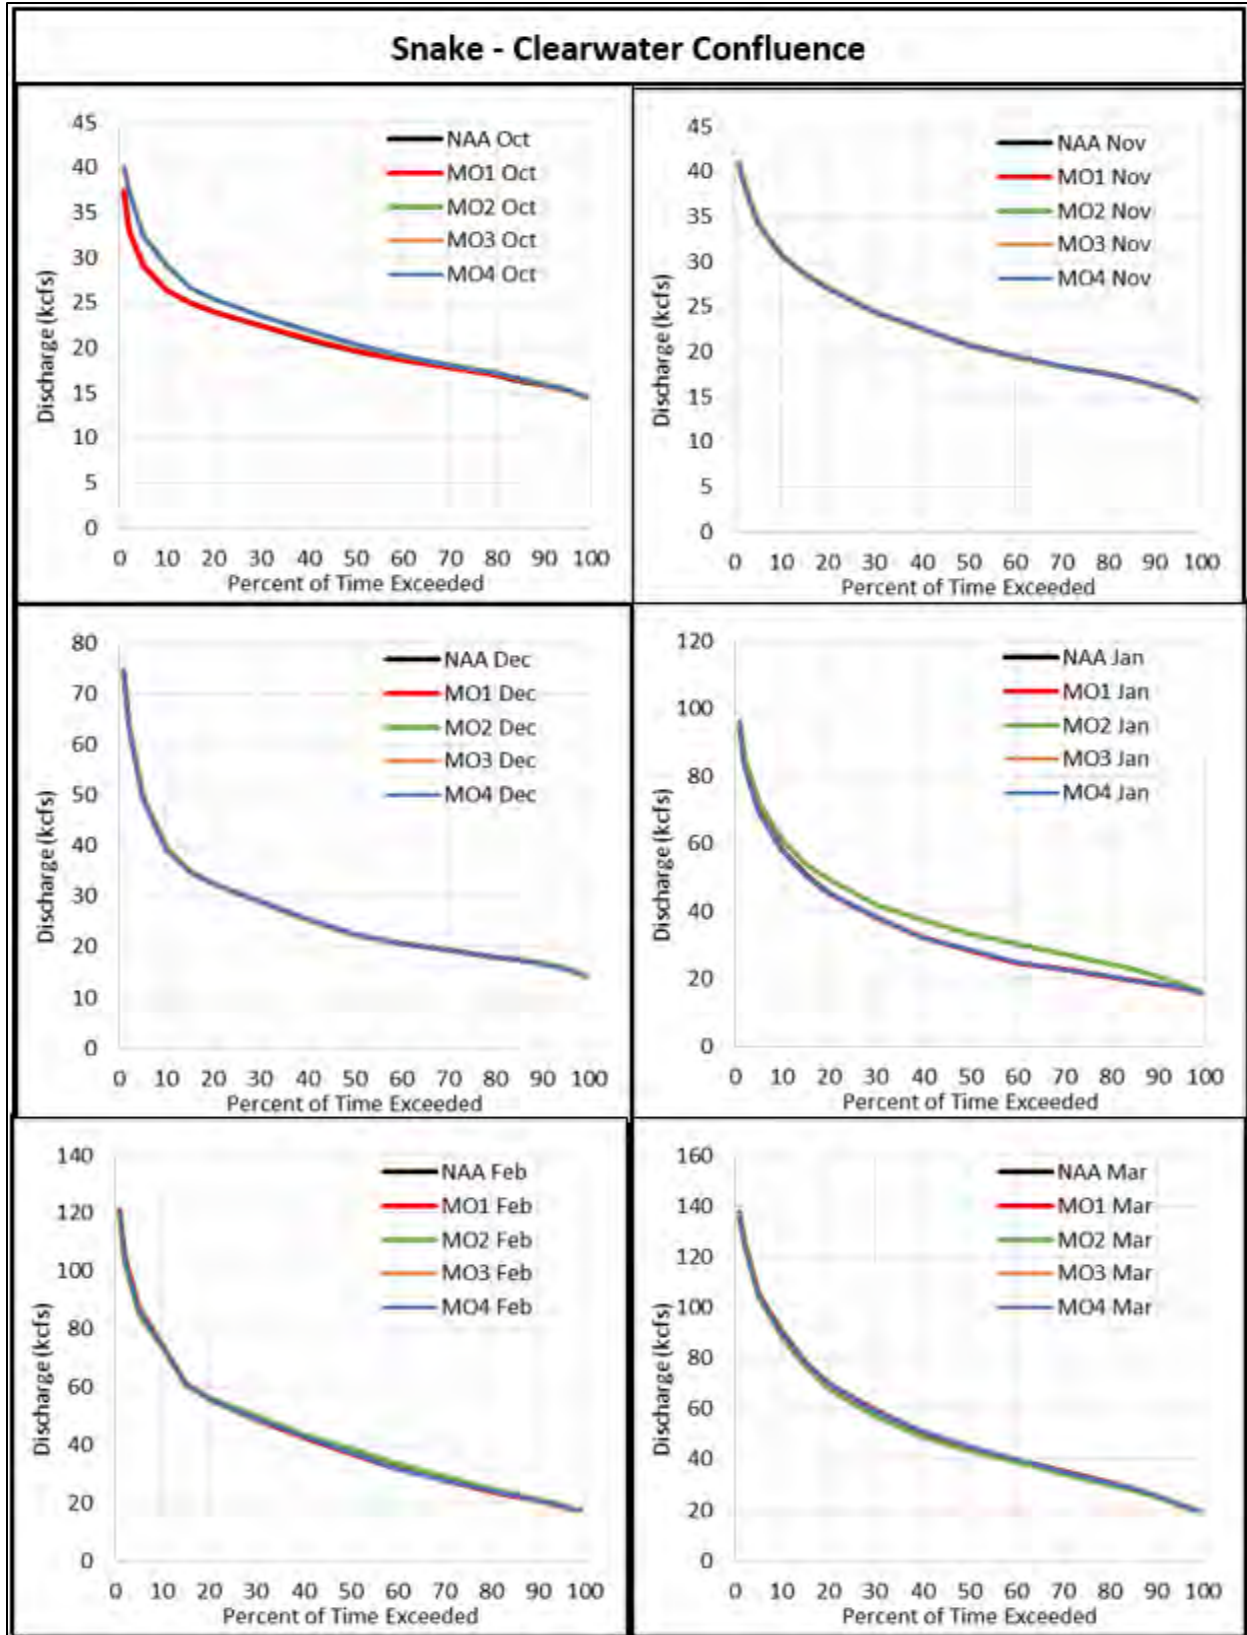 Snake - Clearwater Confluence
45
40
35
30
25
20
15
10
5
0
Discharge (kcfs)
NAA Oct
MO1 Oct
MO2 Oct
MO3 Oct
MO4 Oct
0 10 20 30 40 50 60 70 80 90 100
Percent of Time Exceeded
45
40
35
30
25
20
15
10
5
0
Discharge (kcfs)
NAA Nov
MO1 Nov
MO2 Nov
MO3 Nov
MO4 Nov
0 10 20 30 40 50 60 70 80 90 100
Percent of Time Exceeded
80
70
60
50
40
30
20
10
0
Discharge (kcfs)
NAA Dec
MO1 Dec
MO2 Dec
MO3 Dec
MO4 Dec
0 10 20 30 40 50 60 70 80 90 100
Percent of Time Exceeded
120
100
80
60
40
20
0
Discharge (kcfs)
NAA Jan
MO1 Jan
MO2 Jan
MO3 Jan
MO4 Jan
0 10 20 30 40 50 60 70 80 90 100
Percent of Time Exceeded
140
120
100
80
60
40
20
0
Discharge (kcfs)
NAA Feb
MO1 Feb
MO2 Feb
MO3 Feb
MO4 Feb
0 10 20 30 40 50 60 70 80 90 100
Percent of Time Exceeded
160
140
120
100
80
60
40
20
0
Discharge (kcfs)
NAA Mar
MO1 Mar
MO2 Mar
MO3 Mar
MO4 Mar
0 10 20 30 40 50 60 70 80 90 100
Percent of Time Exceeded